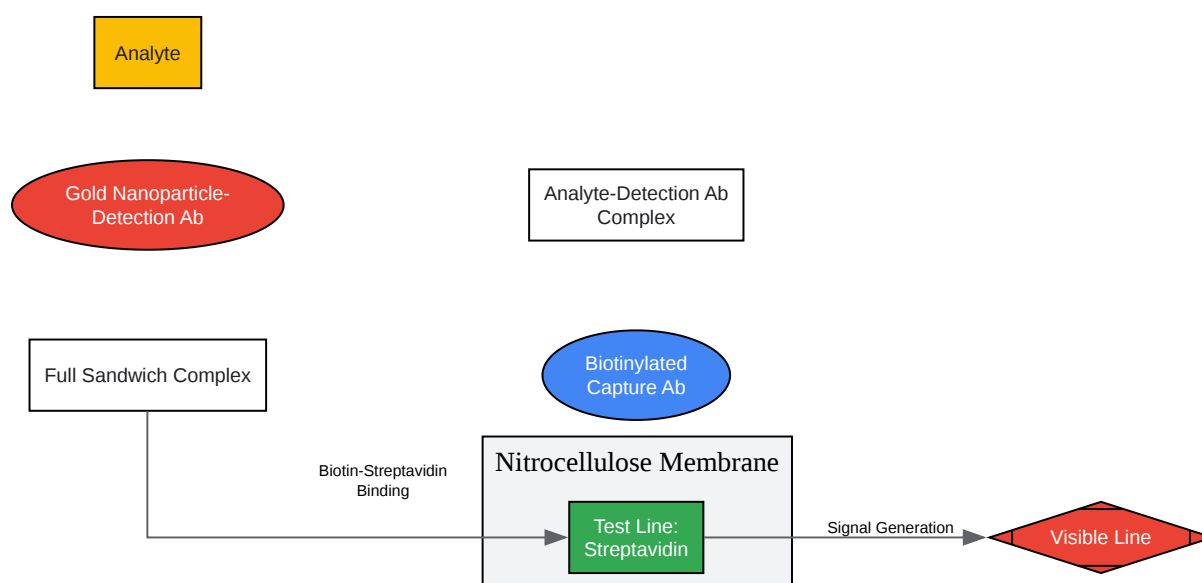 Analyte
Gold Nanoparticle-
Detection Ab
Analyte-Detection Ab
Complex
Full Sandwich Complex
Biotinylated
Capture Ab
Nitrocellulose Membrane
Biotin-Streptavidin
Binding
Test Line:
Streptavidin
Signal Generation
Visible Line